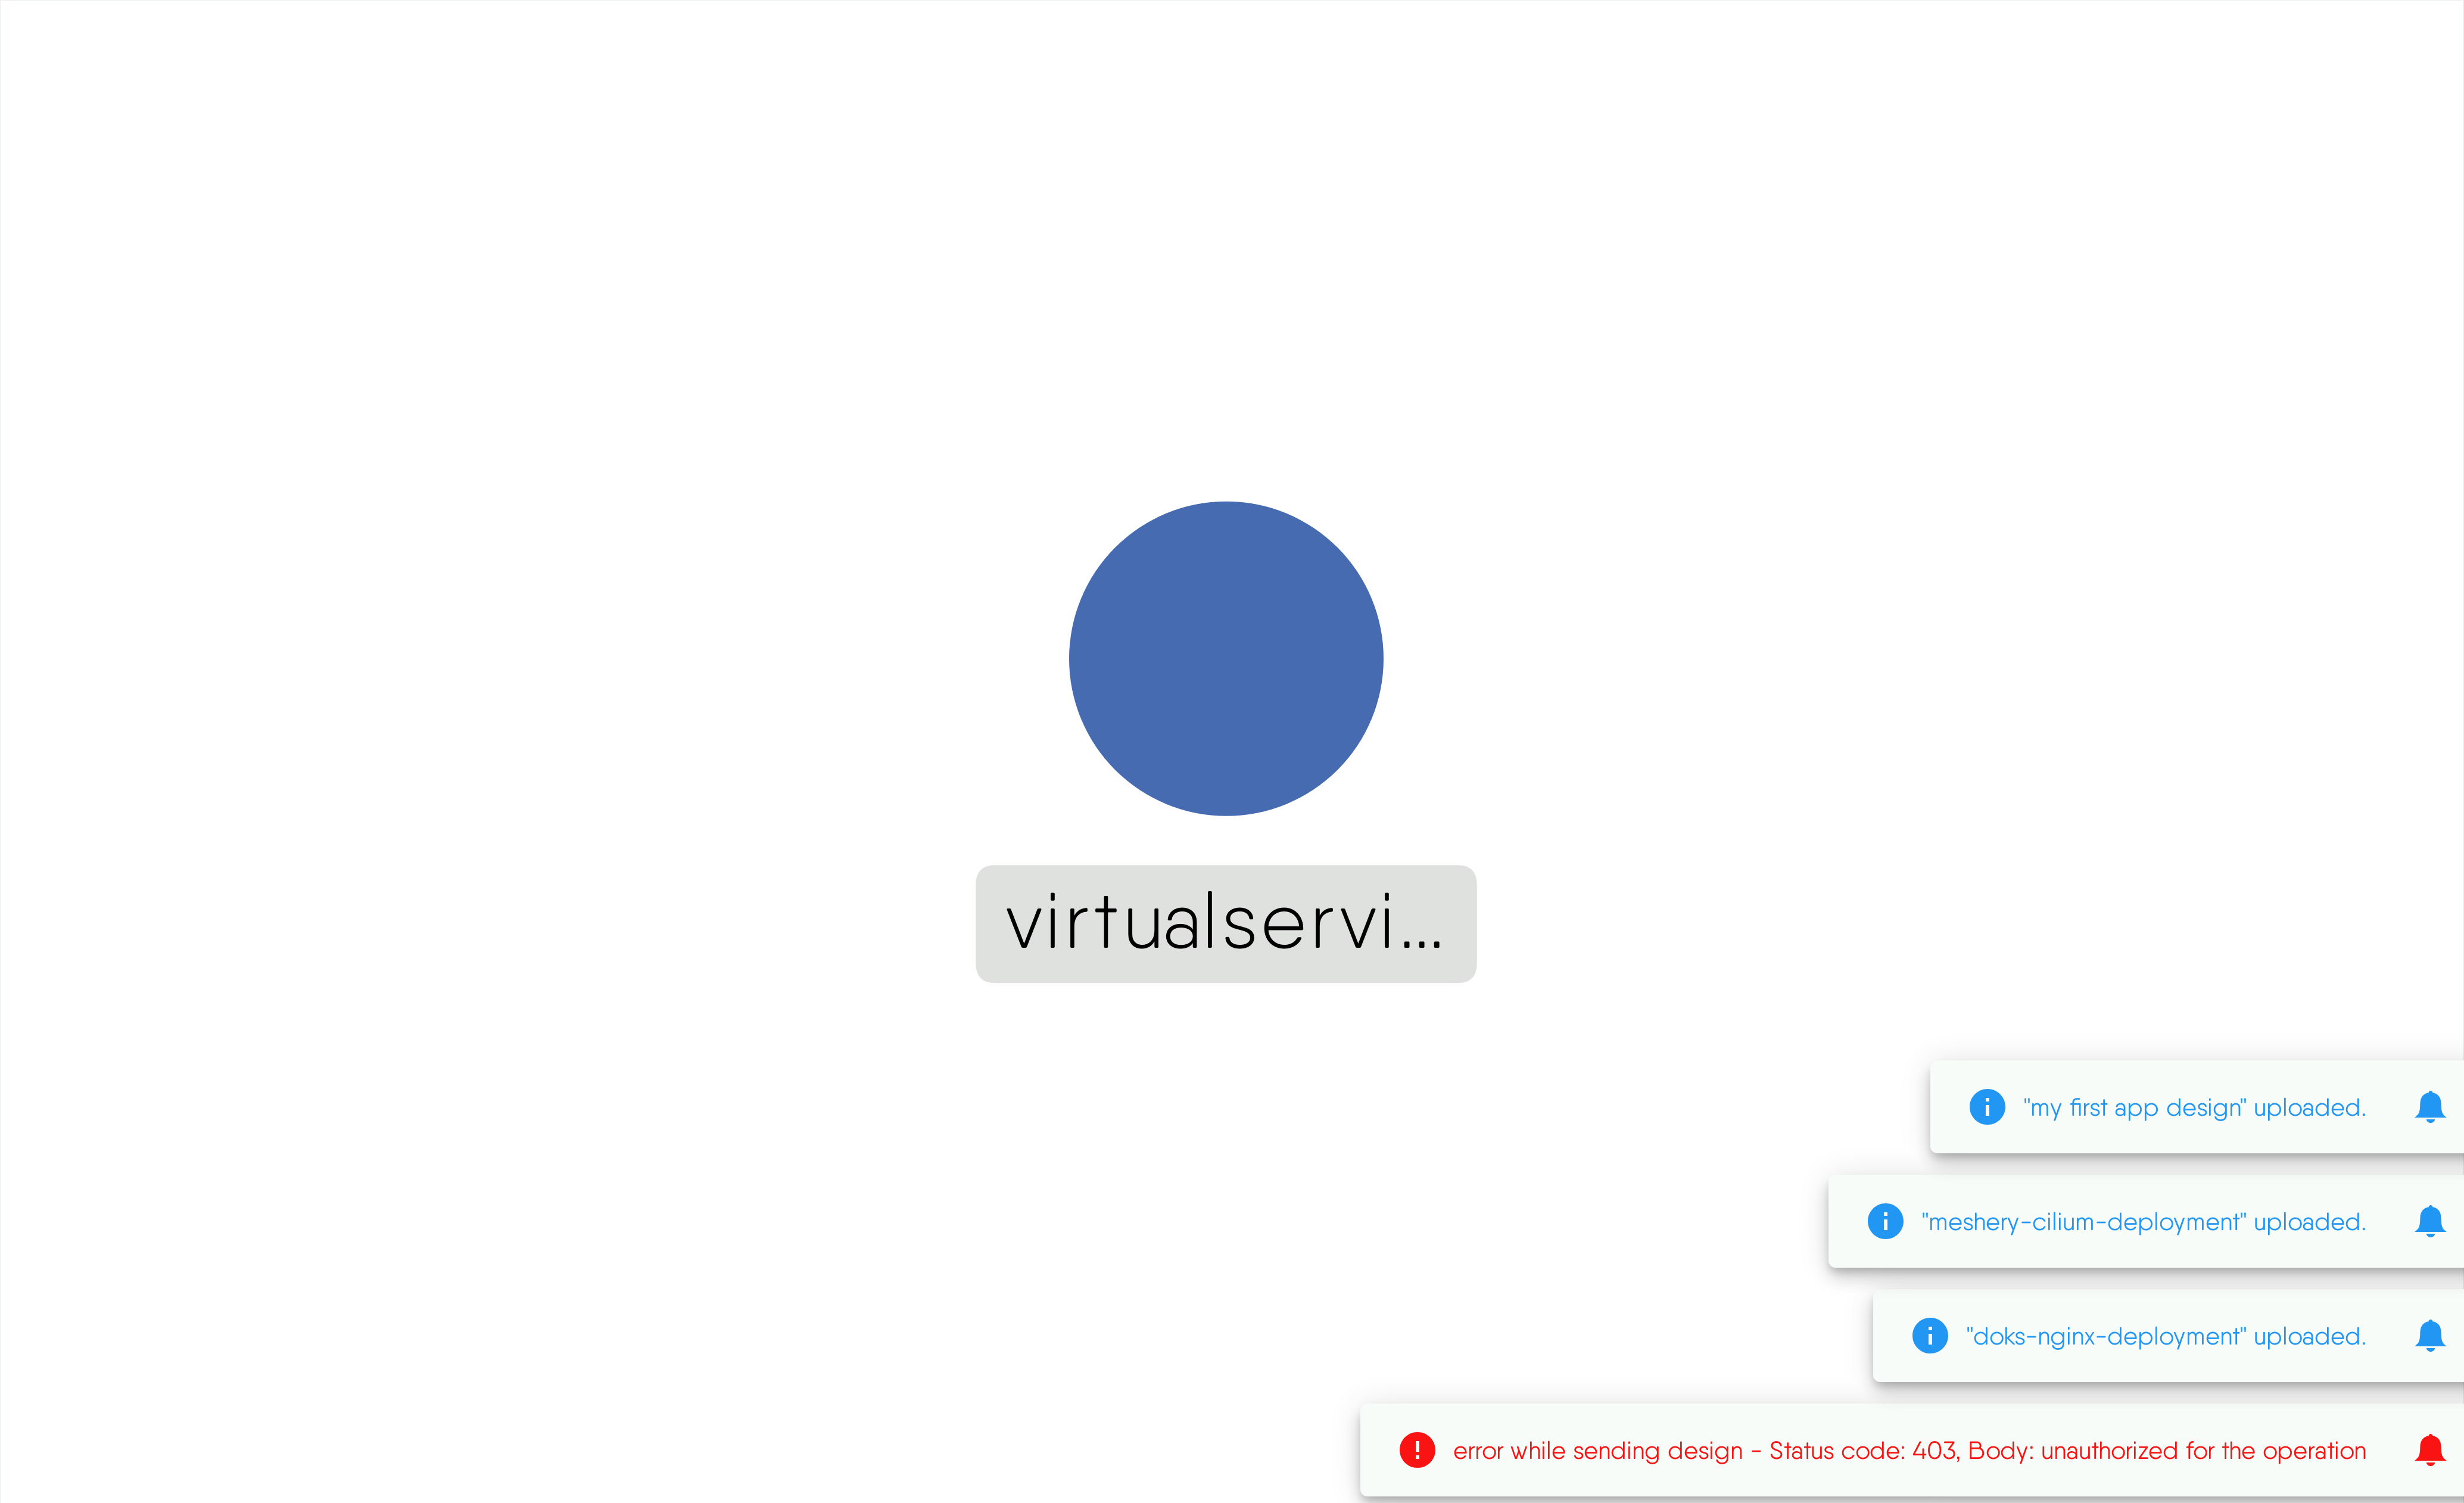 virtualservi...
"my first app design" uploaded.
"meshery-cilium-deployment" uploaded.
"doks-nginx-deployment" uploaded.
error while sending design - Status code: 403, Body: unauthorized for the operation